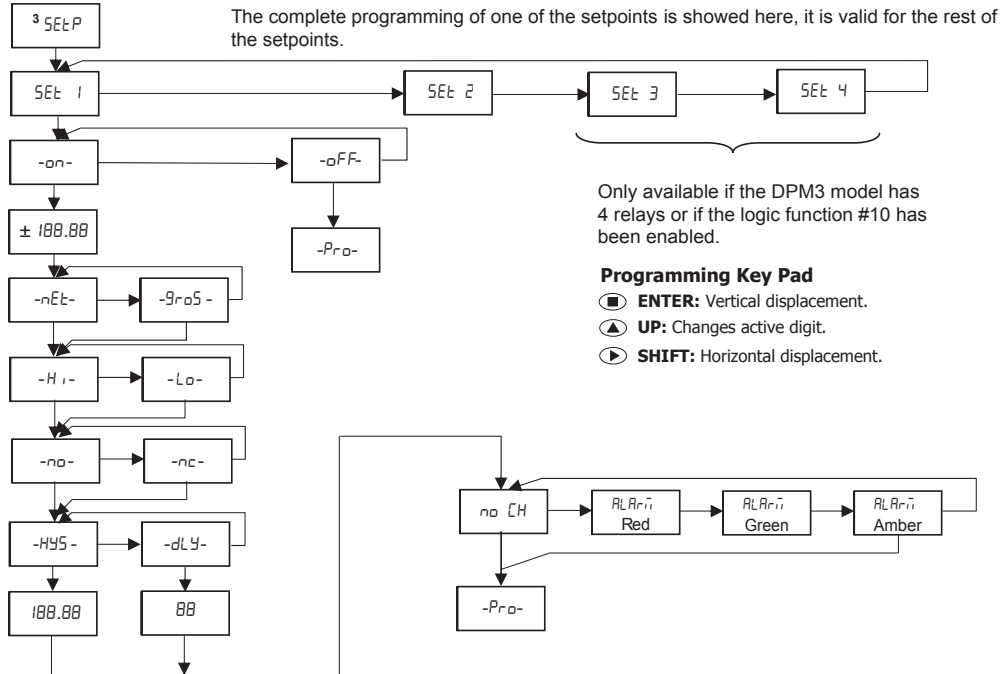 ³ SEtP
The complete programming of one of the setpoints is showed here, it is valid for the rest of
the setpoints.
SEt 1
SEt 2
SEt 3
SEt 4
-on-
-oFF-
± 188.88
-Pro-
Only available if the DPM3 model has
4 relays or if the logic function #10 has
been enabled.
-nEt-
-GroS-
Programming Key Pad
ENTER: Vertical displacement.
UP: Changes active digit.
SHIFT: Horizontal displacement.
-Hi-
-Lo-
-no-
-nc-
no CH
ALArm
Red
ALArm
Green
ALArm
Amber
-HYS-
-dLY-
188.88
88
-Pro-